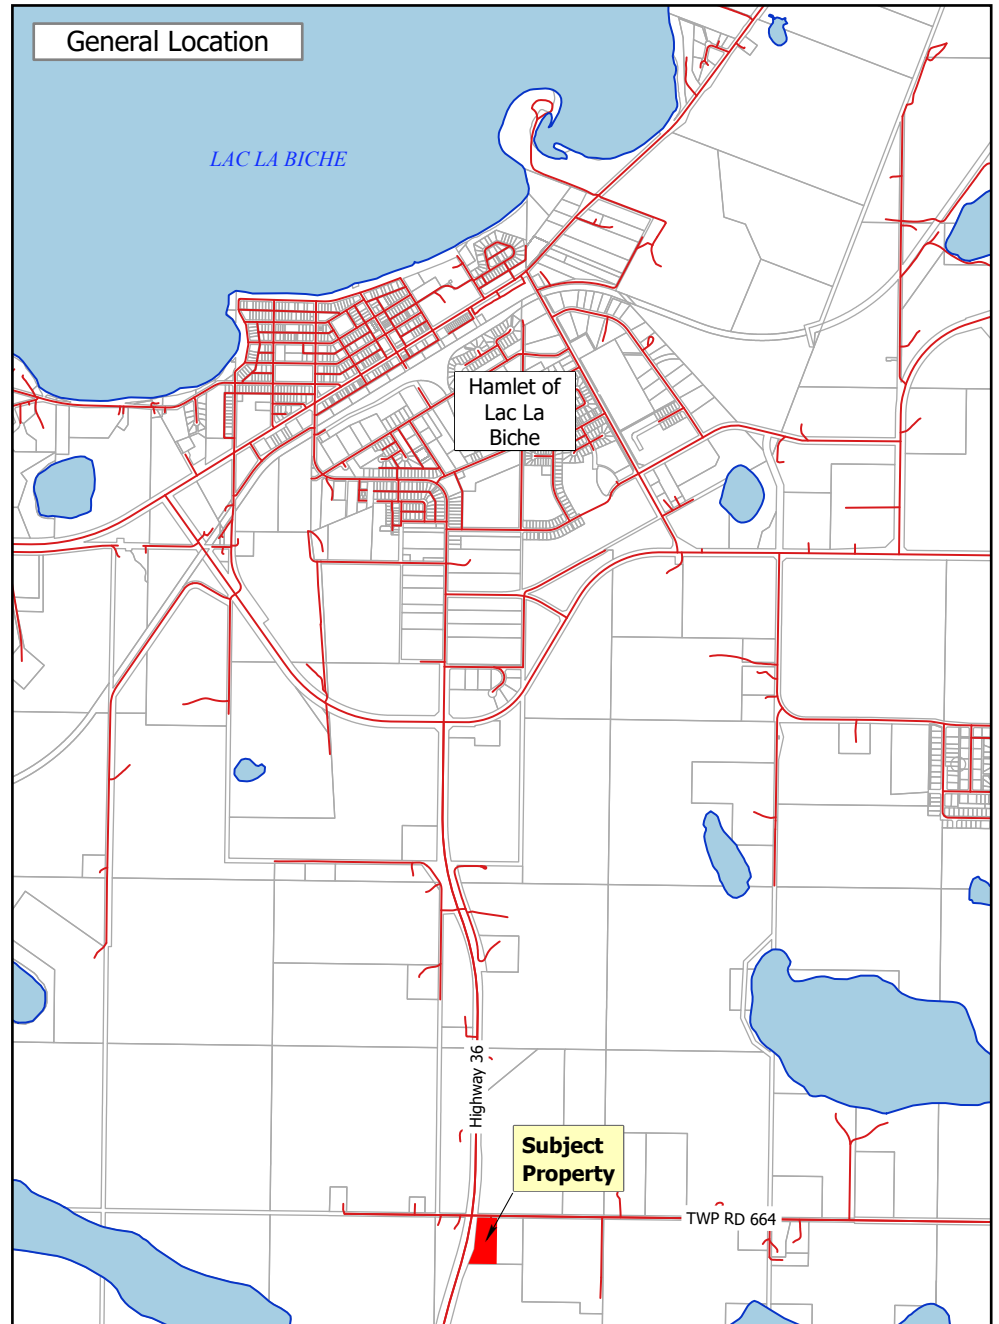 General Location
LAC LA BICHE
Hamlet of
Lac La
Biche
Highway 36
Subject
Property
TWP RD 664